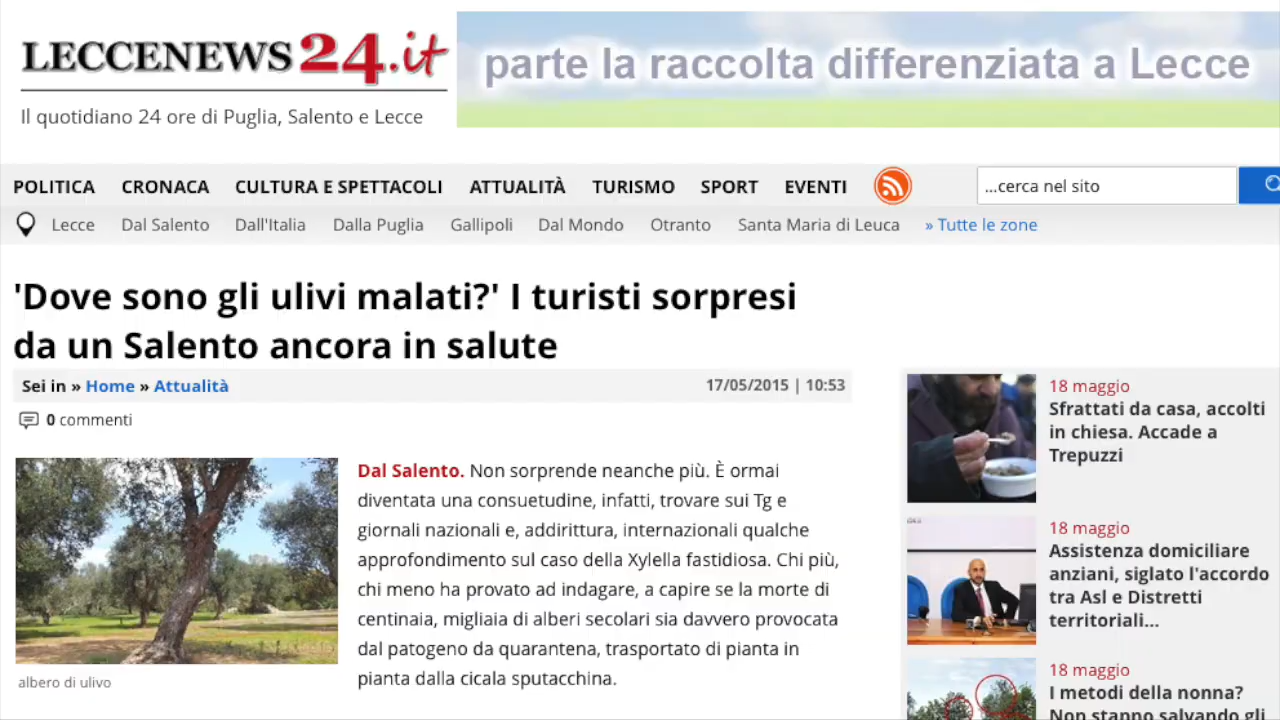 LECCENEWS24.it
Il quotidiano 24 ore di Puglia, Salento e Lecce
parte la raccolta differenziata a Lecce
POLITICA CRONACA CULTURA E SPETTACOLI ATTUALITÀ TURISMO SPORT EVENTI ...cerca nel sito
Lecce Dal Salento Dall'Italia Dalla Puglia Gallipoli Dal Mondo Otranto Santa Maria di Leuca » Tutte le zone
'Dove sono gli ulivi malati?' I turisti sorpresi
da un Salento ancora in salute
Sei in » Home » Attualità 17/05/2015 | 10:53
0 commenti
albero di ulivo
Dal Salento. Non sorprende neanche più. È ormai
diventata una consuetudine, infatti, trovare sui Tg e
giornali nazionali e, addirittura, internazionali qualche
approfondimento sul caso della Xylella fastidiosa. Chi più,
chi meno ha provato ad indagare, a capire se la morte di
centinaia, migliaia di alberi secolari sia davvero provocata
dal patogeno da quarantena, trasportato di pianta in
pianta dalla cicala sputacchina.
18 maggio
Sfrattati da casa, accolti
in chiesa. Accade a
Trepuzzi
18 maggio
Assistenza domiciliare
anziani, siglato l'accordo
tra Asl e Distretti
territoriali...
18 maggio
I metodi della nonna?
Non stanno salvando gli